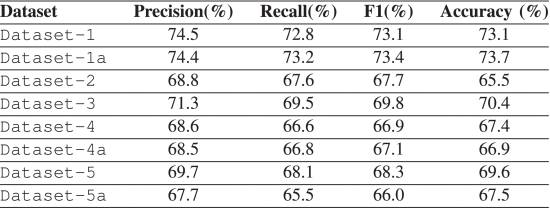 Dataset Precision(%) Recall(%) F1(%) Accuracy (%)
Dataset-1 74.5 72.8 73.1 73.1
Dataset-1a 74.4 73.2 73.4 73.7
Dataset-2 68.8 67.6 67.7 65.5
Dataset-3 71.3 69.5 69.8 70.4
Dataset-4 68.6 66.6 66.9 67.4
Dataset-4a 68.5 66.8 67.1 66.9
Dataset-5 69.7 68.1 68.3 69.6
Dataset-5a 67.7 65.5 66.0 67.5